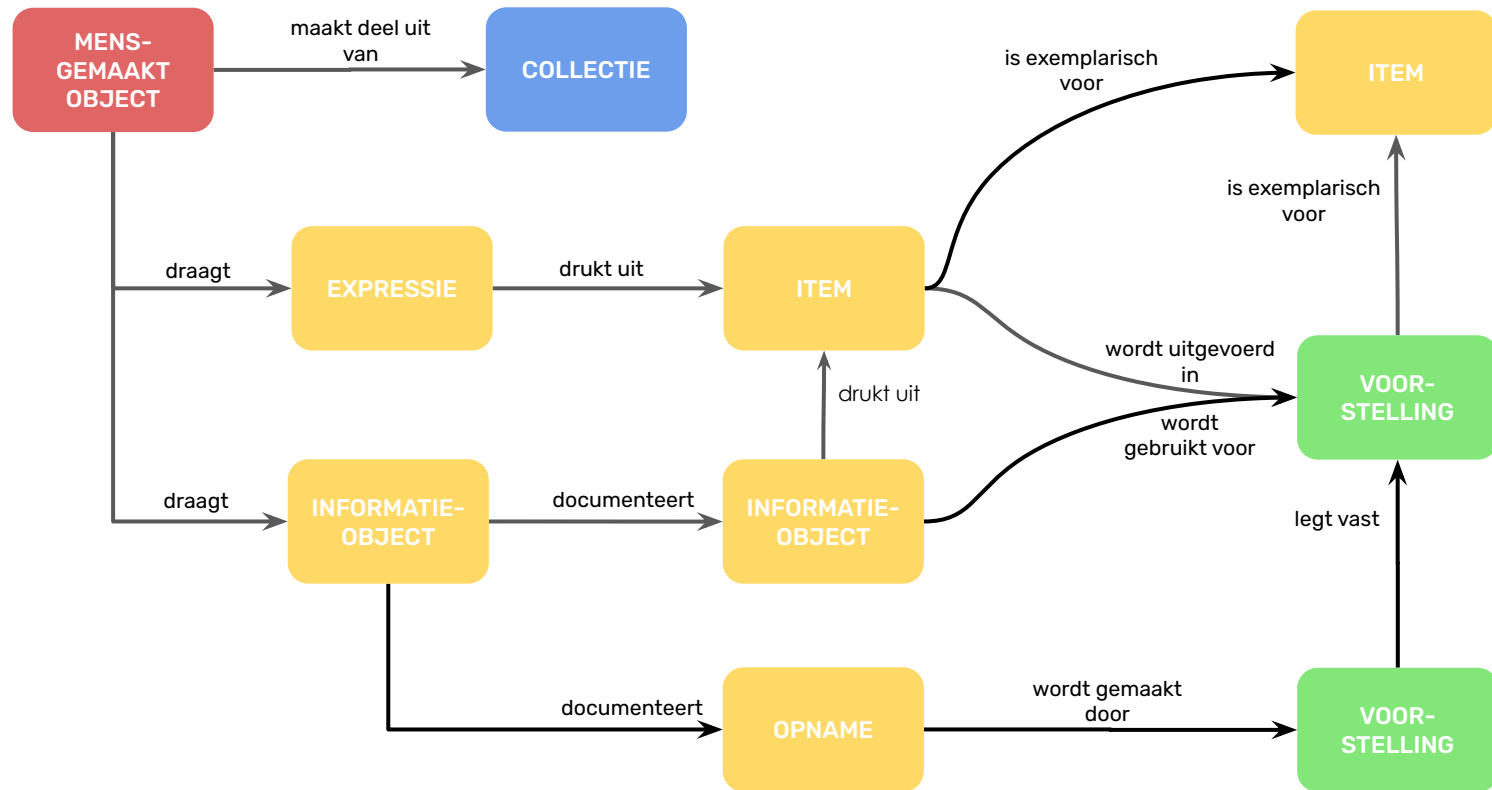 MENS-
GEMAAKT
OBJECT
maakt deel uit
van
COLLECTIE
is exemplarisch
voor
ITEM
is exemplarisch
voor
draagt
EXPRESSIE
drukt uit
ITEM
wordt uitgevoerd
in
drukt uit
VOOR-
STELLING
wordt
gebruikt voor
draagt
INFORMATIE-
OBJECT
documenteert
INFORMATIE-
OBJECT
legt vast
documenteert
OPNAME
wordt gemaakt
door
VOOR-
STELLING